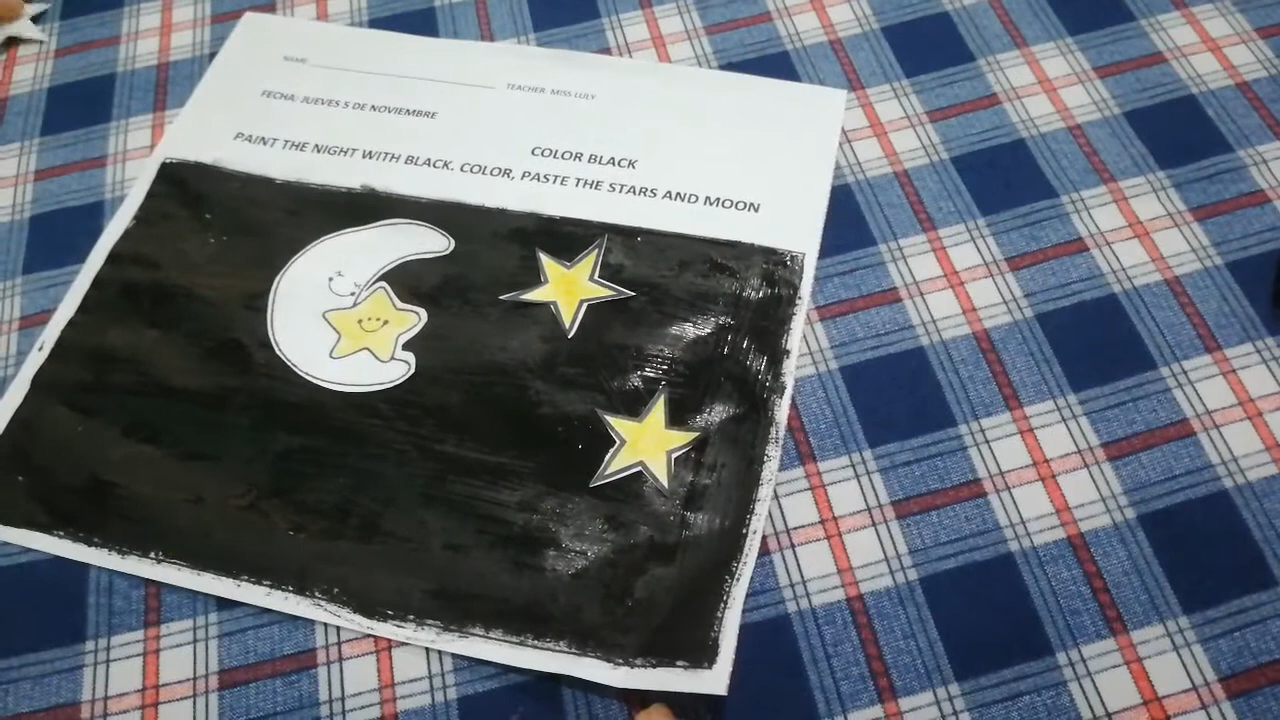 NAME TEACHER: MISS LULY
FECHA: JUEVES 5 DE NOVIEMBRE
COLOR BLACK
PAINT THE NIGHT WITH BLACK. COLOR, PASTE THE STARS AND MOON